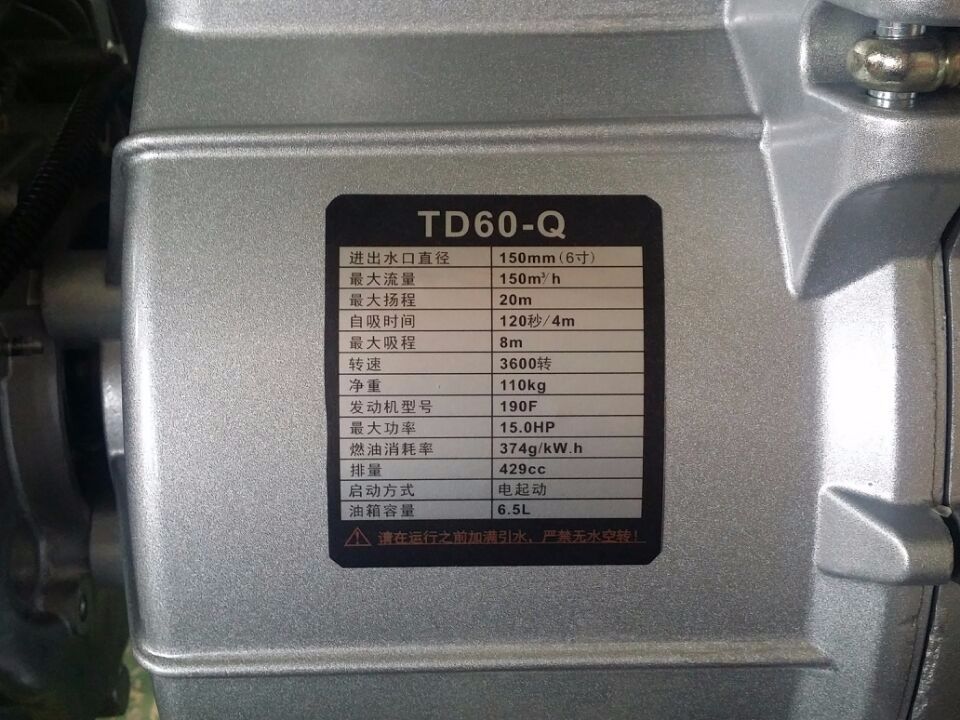 TD60-Q
进出水口直径 150mm(6寸)
最大流量 150m³/h
最大扬程 20m
自吸时间 120秒/4m
最大吸程 8m
转速 3600转
净重 110kg
发动机型号 190F
最大功率 15.0HP
燃油消耗率 374g/kW.h
排量 429cc
启动方式 电起动
油箱容量 6.5L
请在运行之前加满引水、严禁无水空转!